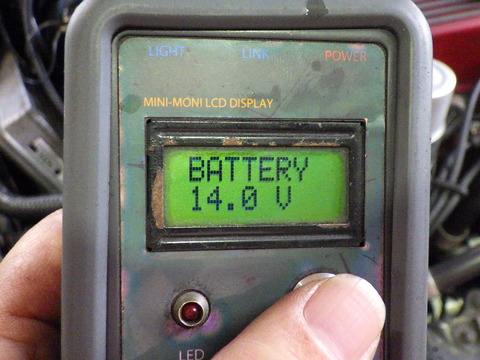 LIGHT LINK POWER
MINI-MONI LCD DISPLAY
BATTERY
14.0 V
LED